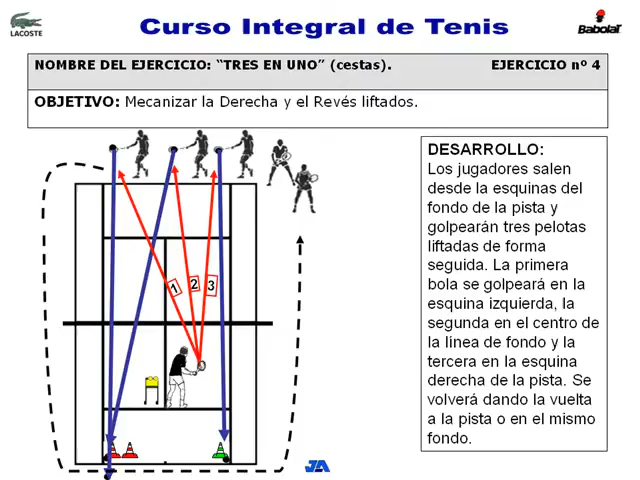 LACOSTE
Curso Integral de Tenis
BabolaT
NOMBRE DEL EJERCICIO: “TRES EN UNO” (cestas). EJERCICIO nº 4
OBJETIVO: Mecanizar la Derecha y el Revés liftados.
DESARROLLO:
Los jugadores salen
desde la esquinas del
fondo de la pista y
golpearán tres pelotas
liftadas de forma
seguida. La primera
bola se golpeará en la
esquina izquierda, la
segunda en el centro de
la linea de fondo y la
tercera en la esquina
derecha de la pista. Se
volverá dando la vuelta
a la pista o en el mismo
fondo.
1 2 3
JA